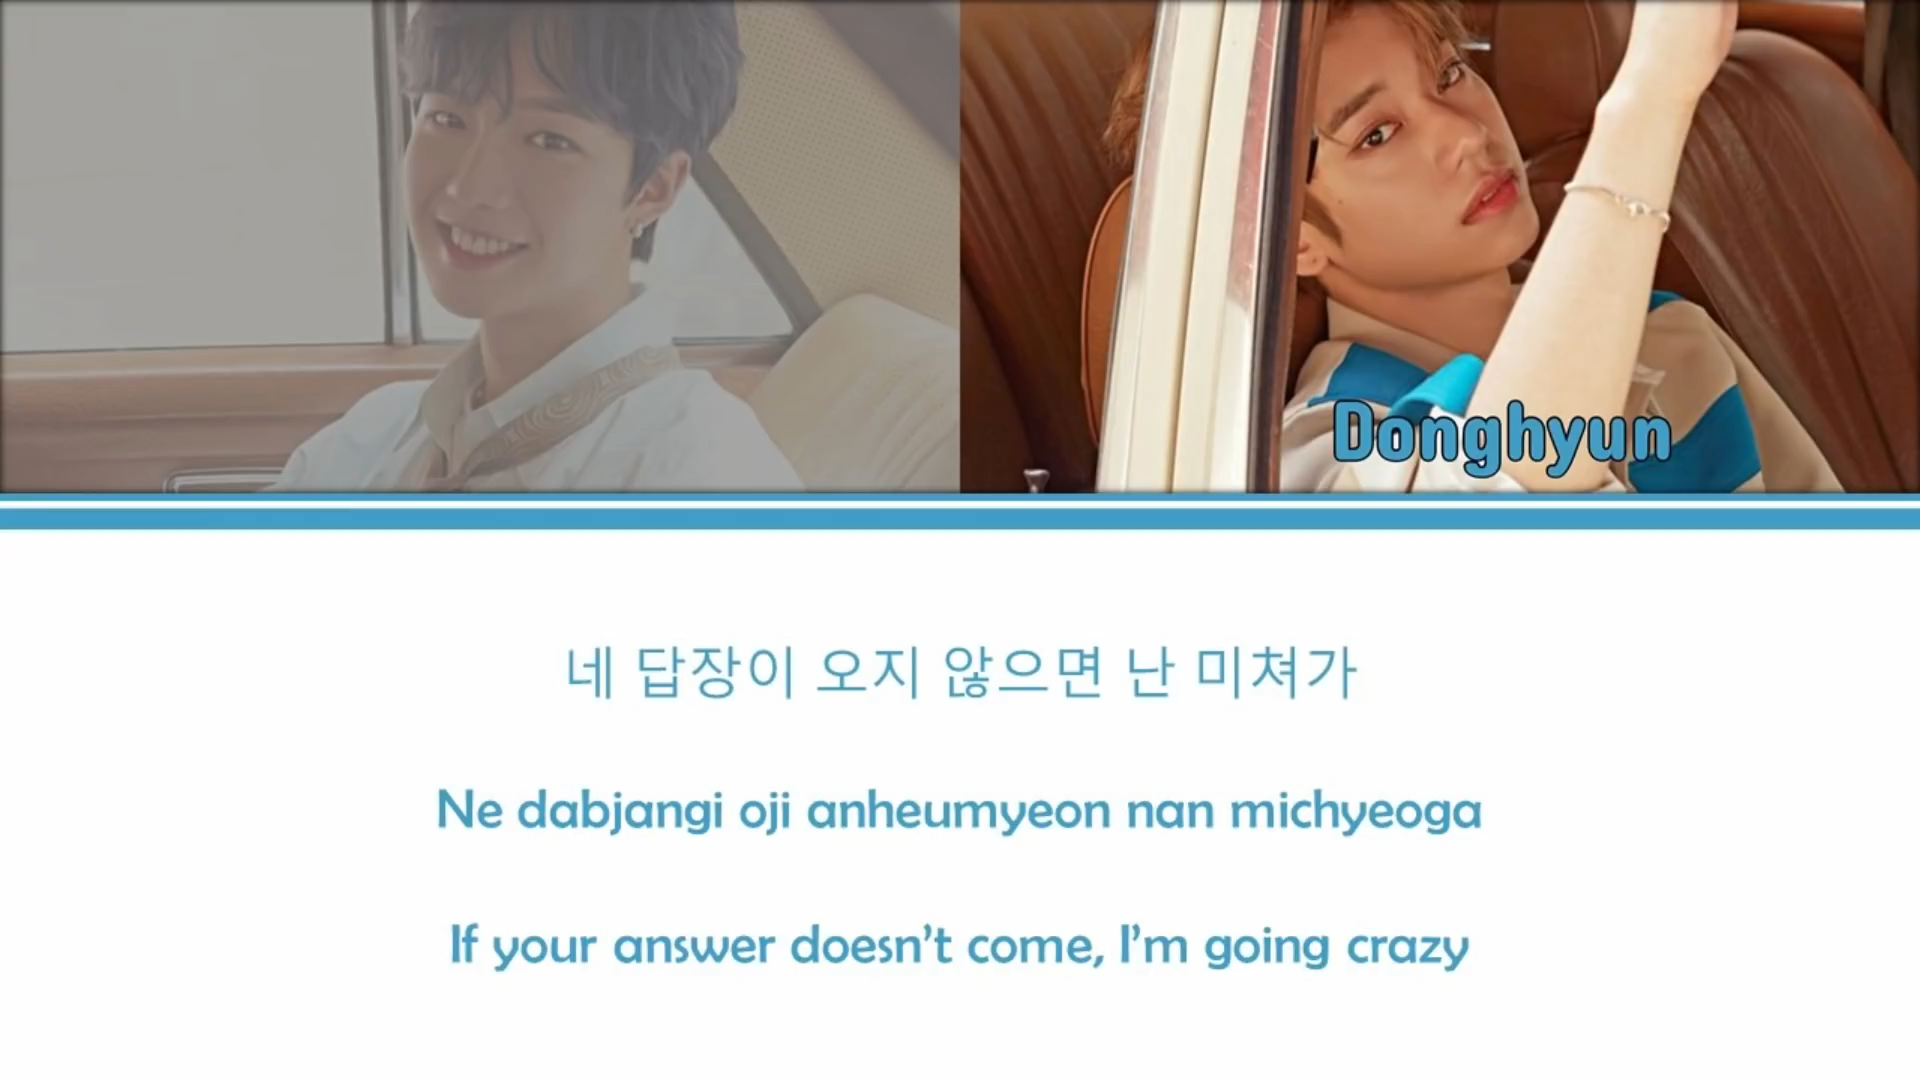 Donghyun
네 답장이 오지 않으면 난 미쳐가
Ne dabjangi oji anheumyeon nan michyeoga
If your answer doesn't come, I'm going crazy